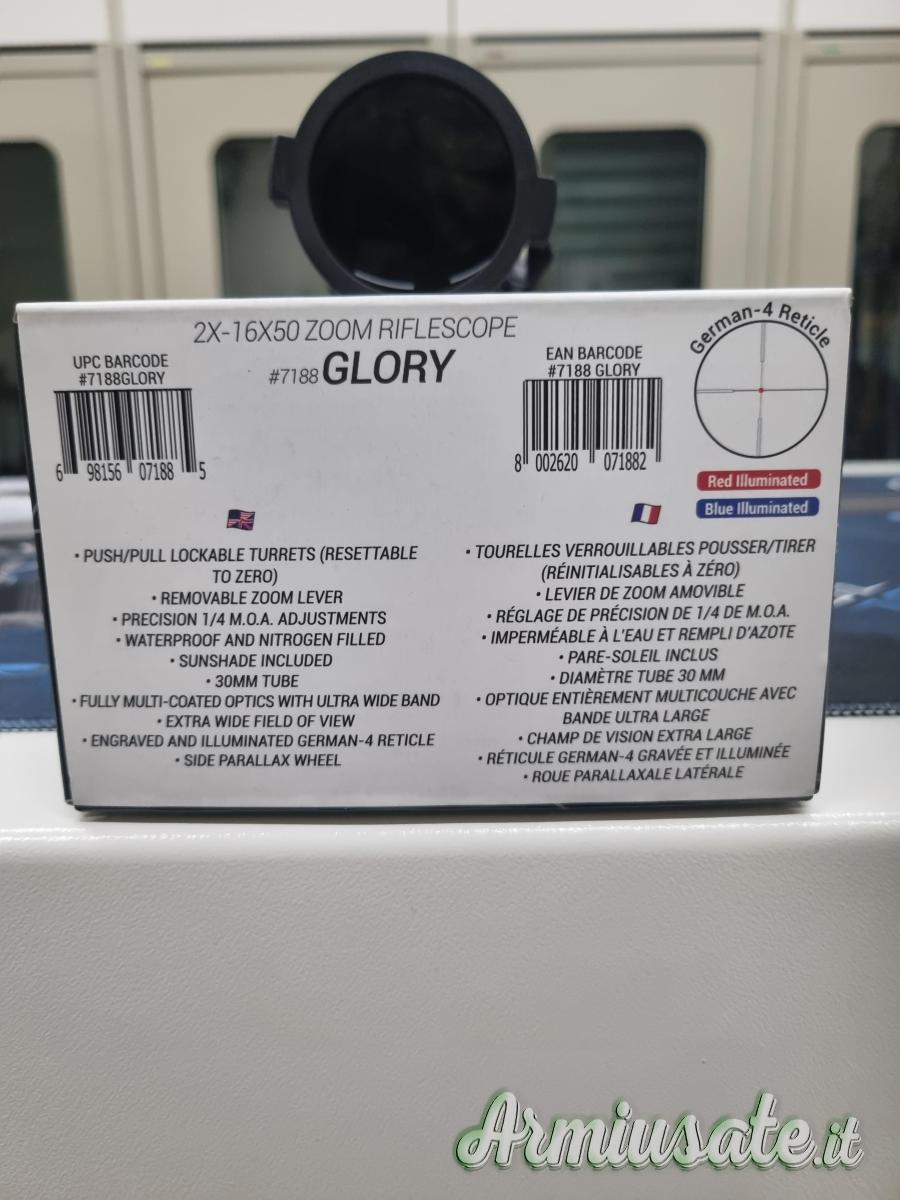 2X-16X50 ZOOM RIFLESCOPE
#7188 GLORY
UPC BARCODE
#7188GLORY
6 98156 07188 5
EAN BARCODE
#7188 GLORY
8 002620 071882
German-4 Reticle
Red Illuminated
Blue Illuminated
• PUSH/PULL LOCKABLE TURRETS (RESETTABLE
TO ZERO)
• REMOVABLE ZOOM LEVER
• PRECISION 1/4 M.O.A. ADJUSTMENTS
• WATERPROOF AND NITROGEN FILLED
• SUNSHADE INCLUDED
• 30MM TUBE
• FULLY MULTI-COATED OPTICS WITH ULTRA WIDE BAND
• EXTRA WIDE FIELD OF VIEW
• ENGRAVED AND ILLUMINATED GERMAN-4 RETICLE
• SIDE PARALLAX WHEEL
• TOURELLES VERROUILLABLES POUSSER/TIRER
(RÉINITIALISABLES À ZÉRO)
• LEVIER DE ZOOM AMOVIBLE
• RÉGLAGE DE PRÉCISION DE 1/4 DE M.O.A.
• IMPERMÉABLE À L'EAU ET REMPLI D'AZOTE
• PARE-SOLEIL INCLUS
• DIAMÈTRE TUBE 30 MM
• OPTIQUE ENTIÈREMENT MULTICOUCHE AVEC
BANDE ULTRA LARGE
• CHAMP DE VISION EXTRA LARGE
• RÉTICULE GERMAN-4 GRAVÉE ET ILLUMINÉE
• ROUE PARALLAXALE LATÉRALE
Armiusate.it